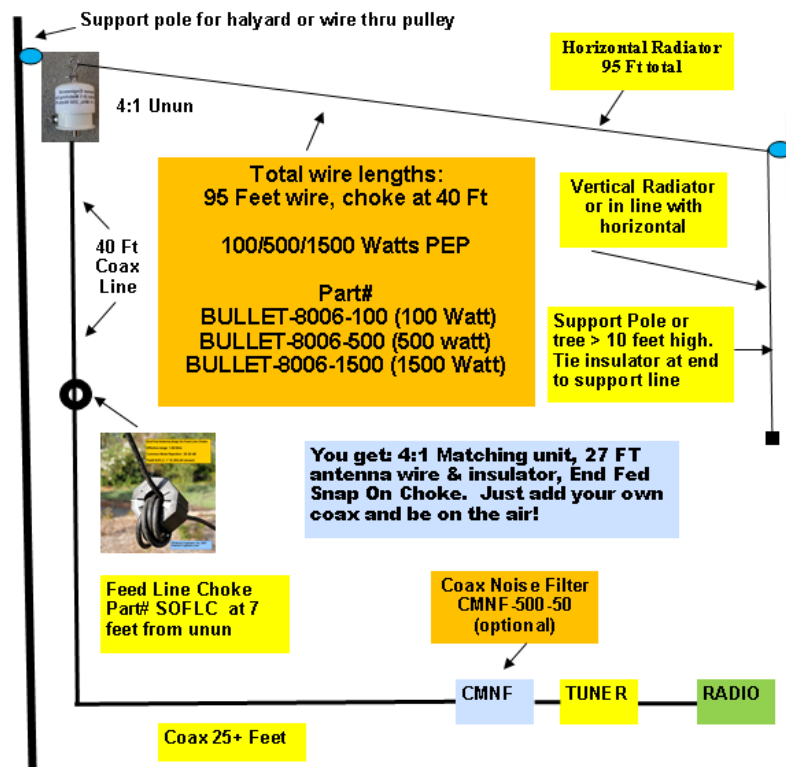 Support pole for halyard or wire thru pulley
Horizontal Radiator
95 Ft total
4:1 Unun
Total wire lengths:
95 Feet wire, choke at 40 Ft
100/500/1500 Watts PEP
Part#
BULLET-8006-100 (100 Watt)
BULLET-8006-500 (500 watt)
BULLET-8006-1500 (1500 Watt)
Vertical Radiator
or in line with
horizontal
40 Ft
Coax
Line
Support Pole or
tree > 10 feet high.
Tie insulator at end
to support line
You get: 4:1 Matching unit, 27 FT
antenna wire & insulator, End Fed
Snap On Choke.  Just add your own
coax and be on the air!
Feed Line Choke
Part# SOFLC  at 7
feet from unun
Coax Noise Filter
CMNF-500-50
(optional)
CMNF
TUNER
RADIO
Coax 25+ Feet